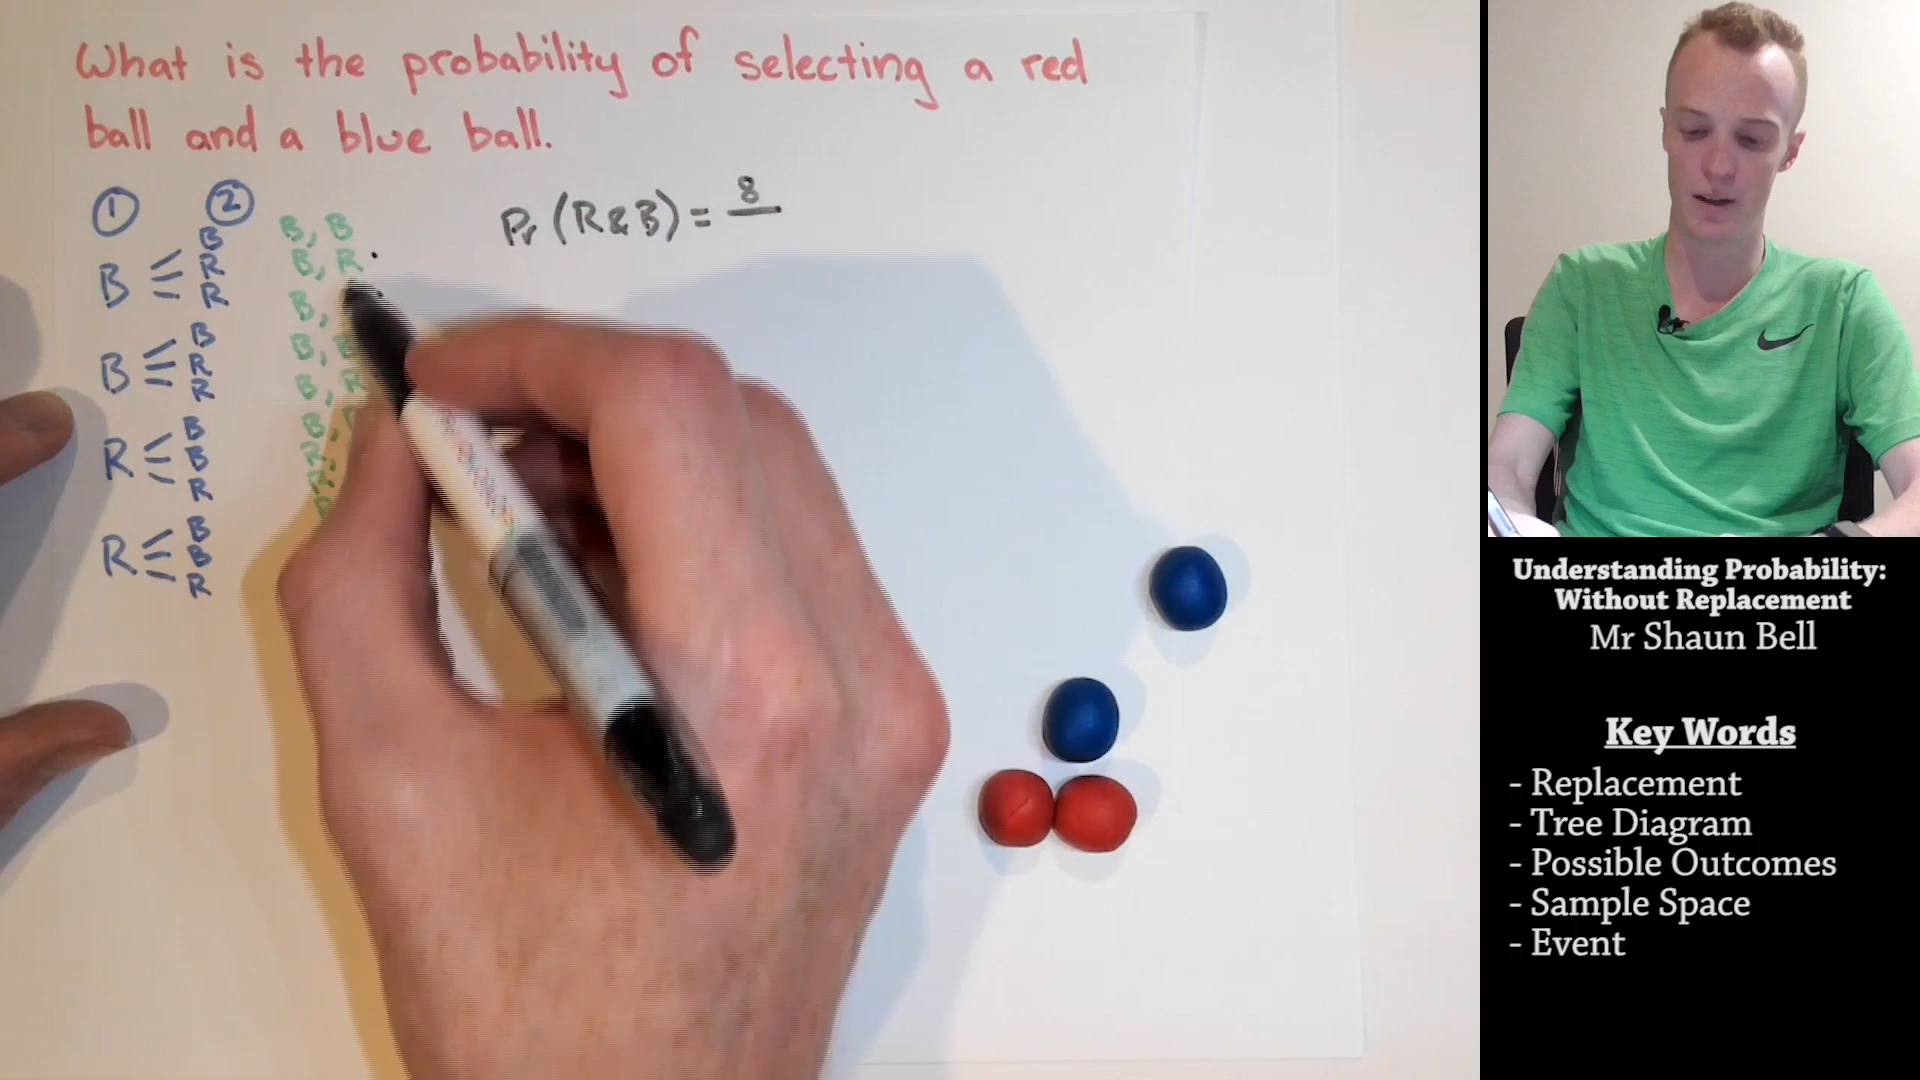 What is the probability of selecting a red
ball and a blue ball.
① ②
B B R R
B B R R
R B B R
R B B R
B, B
B, R
B,
B, B
B, R
B,
R,
R,
Pr (R & B) = 8
Understanding Probability:
Without Replacement
Mr Shaun Bell
Key Words
- Replacement
- Tree Diagram
- Possible Outcomes
- Sample Space
- Event